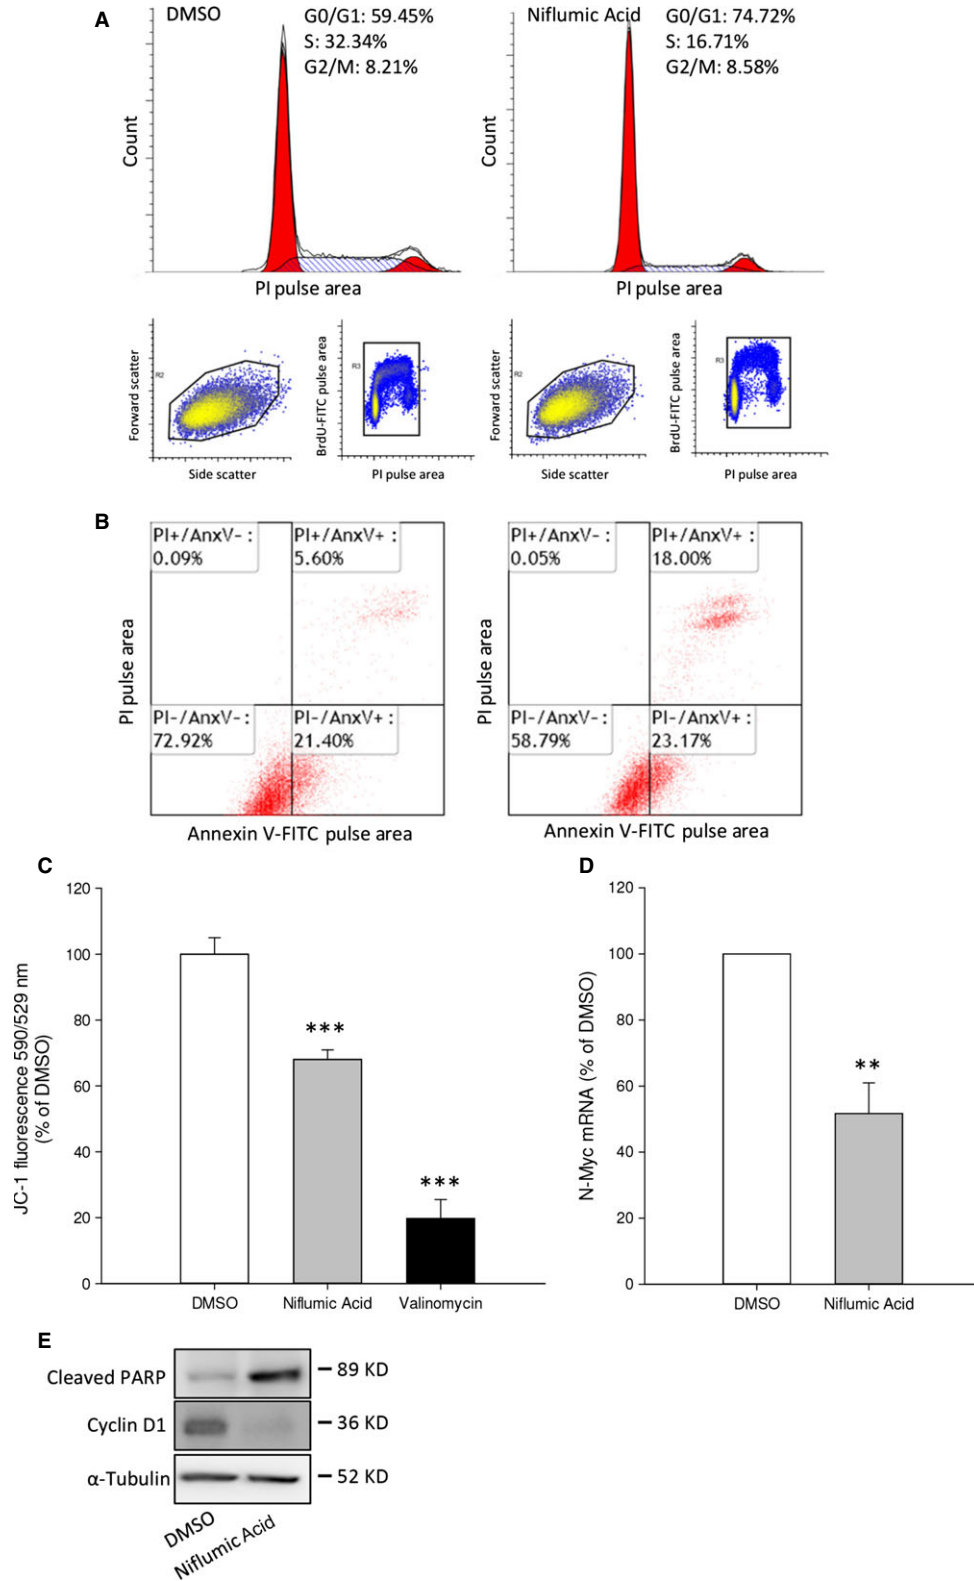 A
DMSO
G0/G1: 59.45%
S: 32.34%
G2/M: 8.21%
Count
PI pulse area
Niflumic Acid
G0/G1: 74.72%
S: 16.71%
G2/M: 8.58%
Count
PI pulse area
Forward scatter
R2
Side scatter
BrdU-FITC pulse area
R3
PI pulse area
Forward scatter
R2
Side scatter
BrdU-FITC pulse area
R3
PI pulse area
B
PI+/AnxV- :
0.09%
PI+/AnxV+ :
5.60%
PI-/AnxV- :
72.92%
PI-/AnxV+ :
21.40%
PI pulse area
Annexin V-FITC pulse area
PI+/AnxV- :
0.05%
PI+/AnxV+ :
18.00%
PI-/AnxV- :
58.79%
PI-/AnxV+ :
23.17%
PI pulse area
Annexin V-FITC pulse area
C
JC-1 fluorescence 590/529 nm
(% of DMSO)
120
100
80
60
40
20
0
***
***
DMSO
Niflumic Acid
Valinomycin
D
N-Myc mRNA (% of DMSO)
120
100
80
60
40
20
0
**
DMSO
Niflumic Acid
E
Cleaved PARP
89 KD
Cyclin D1
36 KD
α-Tubulin
52 KD
DMSO
Niflumic Acid